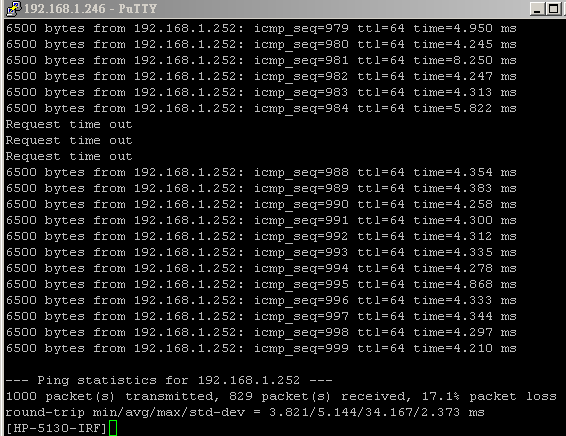 192.168.1.246 - PuTTY
6500 bytes from 192.168.1.252: icmp_seq=979 ttl=64 time=4.950 ms
6500 bytes from 192.168.1.252: icmp_seq=980 ttl=64 time=4.245 ms
6500 bytes from 192.168.1.252: icmp_seq=981 ttl=64 time=8.250 ms
6500 bytes from 192.168.1.252: icmp_seq=982 ttl=64 time=4.247 ms
6500 bytes from 192.168.1.252: icmp_seq=983 ttl=64 time=4.313 ms
6500 bytes from 192.168.1.252: icmp_seq=984 ttl=64 time=5.822 ms
Request time out
Request time out
Request time out
6500 bytes from 192.168.1.252: icmp_seq=988 ttl=64 time=4.354 ms
6500 bytes from 192.168.1.252: icmp_seq=989 ttl=64 time=4.383 ms
6500 bytes from 192.168.1.252: icmp_seq=990 ttl=64 time=4.258 ms
6500 bytes from 192.168.1.252: icmp_seq=991 ttl=64 time=4.300 ms
6500 bytes from 192.168.1.252: icmp_seq=992 ttl=64 time=4.312 ms
6500 bytes from 192.168.1.252: icmp_seq=993 ttl=64 time=4.335 ms
6500 bytes from 192.168.1.252: icmp_seq=994 ttl=64 time=4.278 ms
6500 bytes from 192.168.1.252: icmp_seq=995 ttl=64 time=4.868 ms
6500 bytes from 192.168.1.252: icmp_seq=996 ttl=64 time=4.333 ms
6500 bytes from 192.168.1.252: icmp_seq=997 ttl=64 time=4.344 ms
6500 bytes from 192.168.1.252: icmp_seq=998 ttl=64 time=4.297 ms
6500 bytes from 192.168.1.252: icmp_seq=999 ttl=64 time=4.210 ms
--- Ping statistics for 192.168.1.252 ---
1000 packet(s) transmitted, 829 packet(s) received, 17.1% packet loss
round-trip min/avg/max/std-dev = 3.821/5.144/34.167/2.373 ms
[HP-5130-IRF]